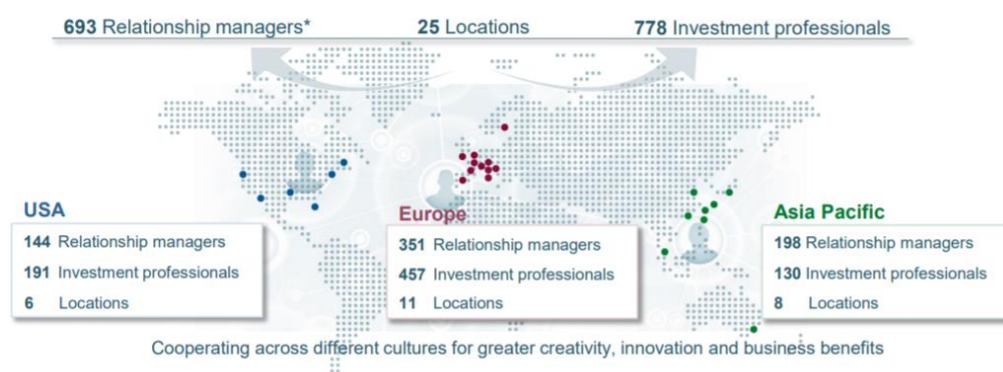 693 Relationship managers* 25 Locations 778 Investment professionals
USA
144 Relationship managers
191 Investment professionals
6 Locations
Europe
351 Relationship managers
457 Investment professionals
11 Locations
Asia Pacific
198 Relationship managers
130 Investment professionals
8 Locations
Cooperating across different cultures for greater creativity, innovation and business benefits